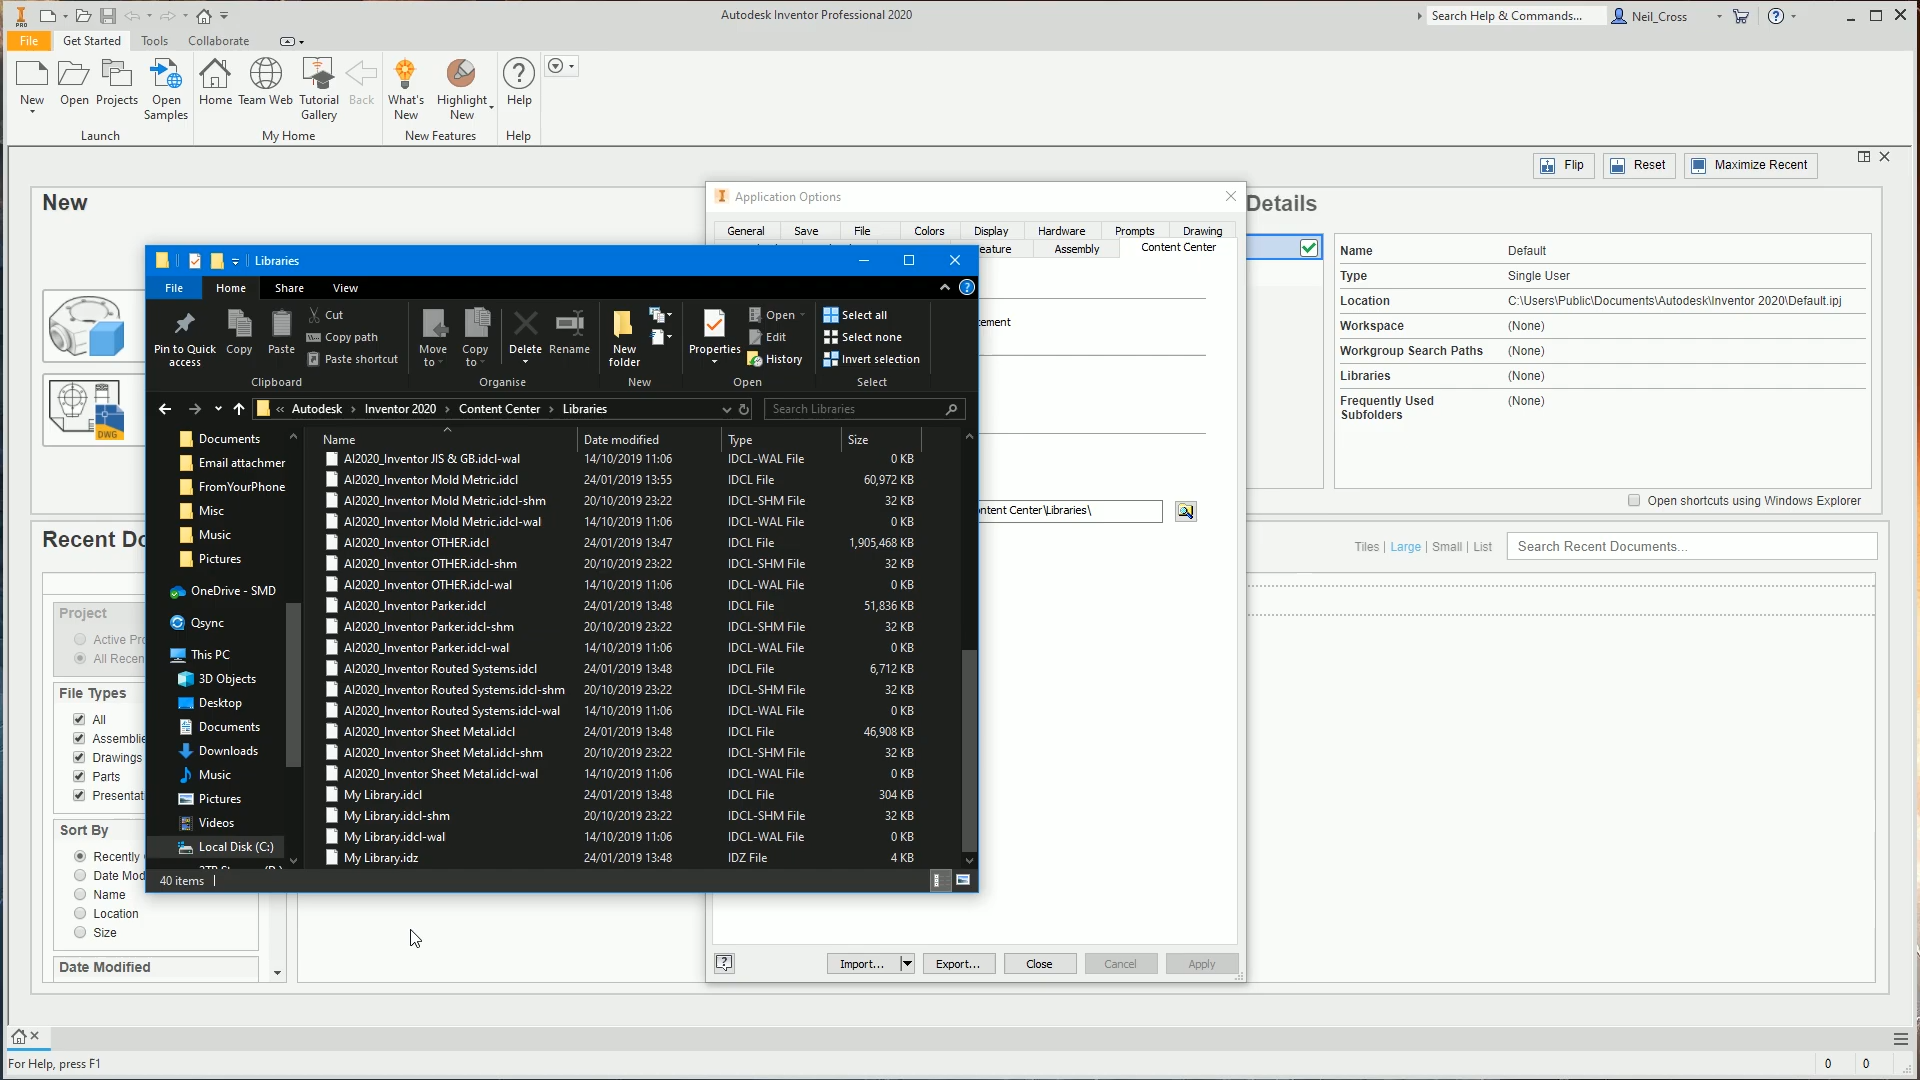 Autodesk Inventor Professional 2020
Search Help & Commands...
Neil_Cross
File Get Started Tools Collaborate
New Open Projects Open Samples Home Team Web Tutorial Gallery Back What's New Highlight New Help
Launch My Home New Features Help
Flip Reset Maximize Recent
New
Details
Name Default
Type Single User
Location C:\Users\Public\Documents\Autodesk\Inventor 2020\Default.ipj
Workspace (None)
Workgroup Search Paths (None)
Libraries (None)
Frequently Used Subfolders (None)
Open shortcuts using Windows Explorer
Tiles | Large | Small | List
Search Recent Documents...
DWG
Project
All
Drawings
Parts
File Types
Sort By
Name
Location
Size
Date Modified
Application Options
General Save File Colors Display Hardware Prompts Drawing
Assembly Content Center
Import... Export... Close Cancel Apply
Libraries
File Home Share View
Pin to Quick access Copy Paste Cut Copy path Paste shortcut
Move to Copy to Delete Rename New folder
Properties Open Edit History
Select all Select none Invert selection
Clipboard Organise New Open Select
« Autodesk > Inventor 2020 > Content Center > Libraries
Search Libraries
Documents
Email attachmer
FromYourPhone
Misc
Music
Pictures
OneDrive - SMD
Qsync
This PC
3D Objects
Desktop
Documents
Downloads
Music
Pictures
Videos
Local Disk (C:)
Name Date modified Type Size
AI2020_Inventor JIS & GB.idcl-wal 14/10/2019 11:06 IDCL-WAL File 0 KB
AI2020_Inventor Mold Metric.idcl 24/01/2019 13:55 IDCL File 60,972 KB
AI2020_Inventor Mold Metric.idcl-shm 20/10/2019 23:22 IDCL-SHM File 32 KB
AI2020_Inventor Mold Metric.idcl-wal 14/10/2019 11:06 IDCL-WAL File 0 KB
AI2020_Inventor OTHER.idcl 24/01/2019 13:47 IDCL File 1,905,468 KB
AI2020_Inventor OTHER.idcl-shm 20/10/2019 23:22 IDCL-SHM File 32 KB
AI2020_Inventor OTHER.idcl-wal 14/10/2019 11:06 IDCL-WAL File 0 KB
AI2020_Inventor Parker.idcl 24/01/2019 13:48 IDCL File 51,836 KB
AI2020_Inventor Parker.idcl-shm 20/10/2019 23:22 IDCL-SHM File 32 KB
AI2020_Inventor Parker.idcl-wal 14/10/2019 11:06 IDCL-WAL File 0 KB
AI2020_Inventor Routed Systems.idcl 24/01/2019 13:48 IDCL File 6,712 KB
AI2020_Inventor Routed Systems.idcl-shm 20/10/2019 23:22 IDCL-SHM File 32 KB
AI2020_Inventor Routed Systems.idcl-wal 14/10/2019 11:06 IDCL-WAL File 0 KB
AI2020_Inventor Sheet Metal.idcl 24/01/2019 13:48 IDCL File 46,908 KB
AI2020_Inventor Sheet Metal.idcl-shm 20/10/2019 23:22 IDCL-SHM File 32 KB
AI2020_Inventor Sheet Metal.idcl-wal 14/10/2019 11:06 IDCL-WAL File 0 KB
My Library.idcl 24/01/2019 13:48 IDCL File 304 KB
My Library.idcl-shm 20/10/2019 23:22 IDCL-SHM File 32 KB
My Library.idcl-wal 14/10/2019 11:06 IDCL-WAL File 0 KB
My Library.idz 24/01/2019 13:48 IDZ File 4 KB
40 items
For Help, press F1
0 0